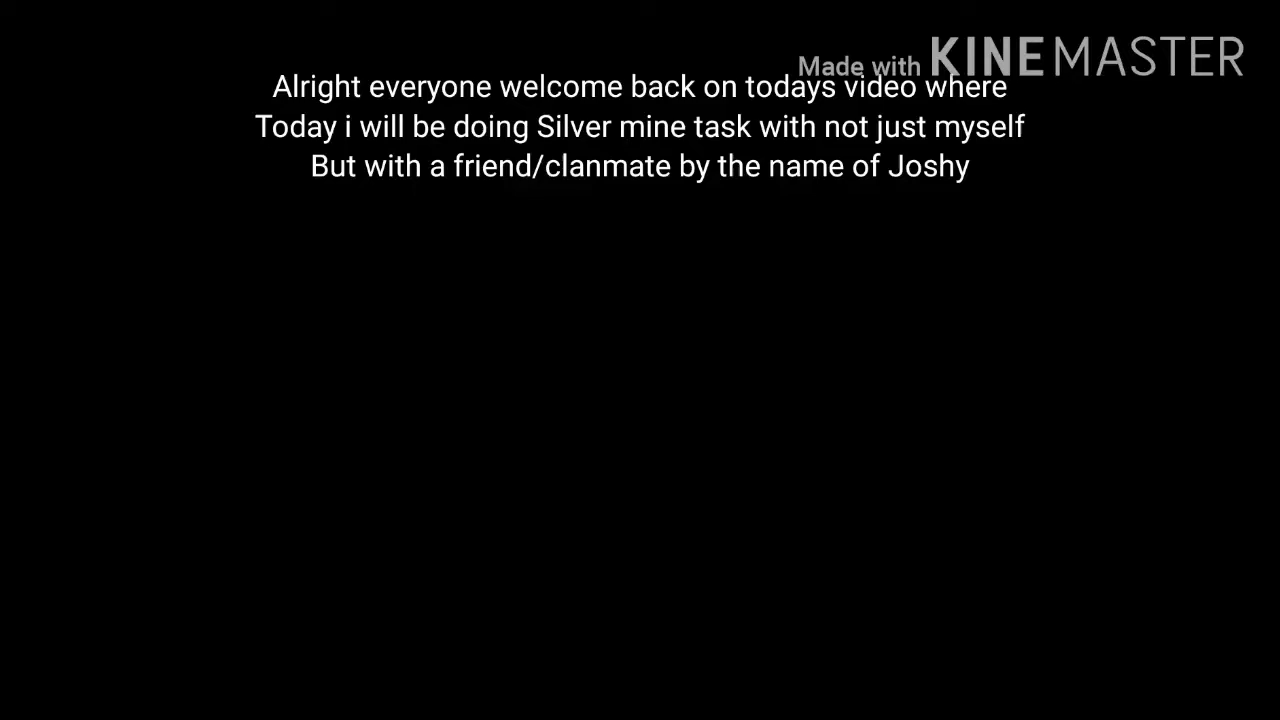 Made with KINEMASTER
Alright everyone welcome back on todays video where
Today i will be doing Silver mine task with not just myself
But with a friend/clanmate by the name of Joshy